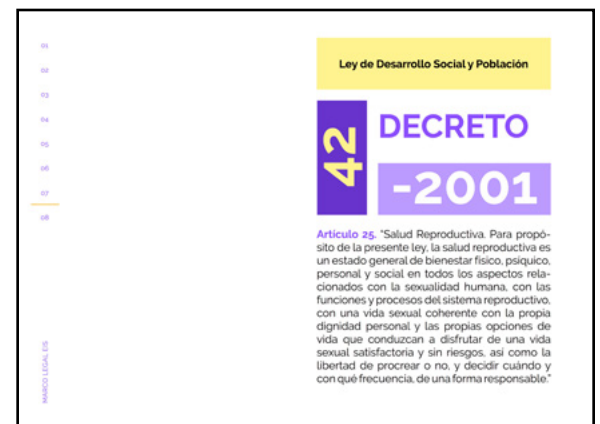 01
02
03
04
05
06
07
08
MARCO LEGAL EIS
Ley de Desarrollo Social y Población
42
DECRETO
-2001
Artículo 25. “Salud Reproductiva. Para propó-
sito de la presente ley, la salud reproductiva es
un estado general de bienestar físico, psíquico,
personal y social en todos los aspectos rela-
cionados con la sexualidad humana, con las
funciones y procesos del sistema reproductivo,
con una vida sexual coherente con la propia
dignidad personal y las propias opciones de
vida que conduzcan a disfrutar de una vida
sexual satisfactoria y sin riesgos, así como la
libertad de procrear o no, y decidir cuándo y
con qué frecuencia, de una forma responsable.”